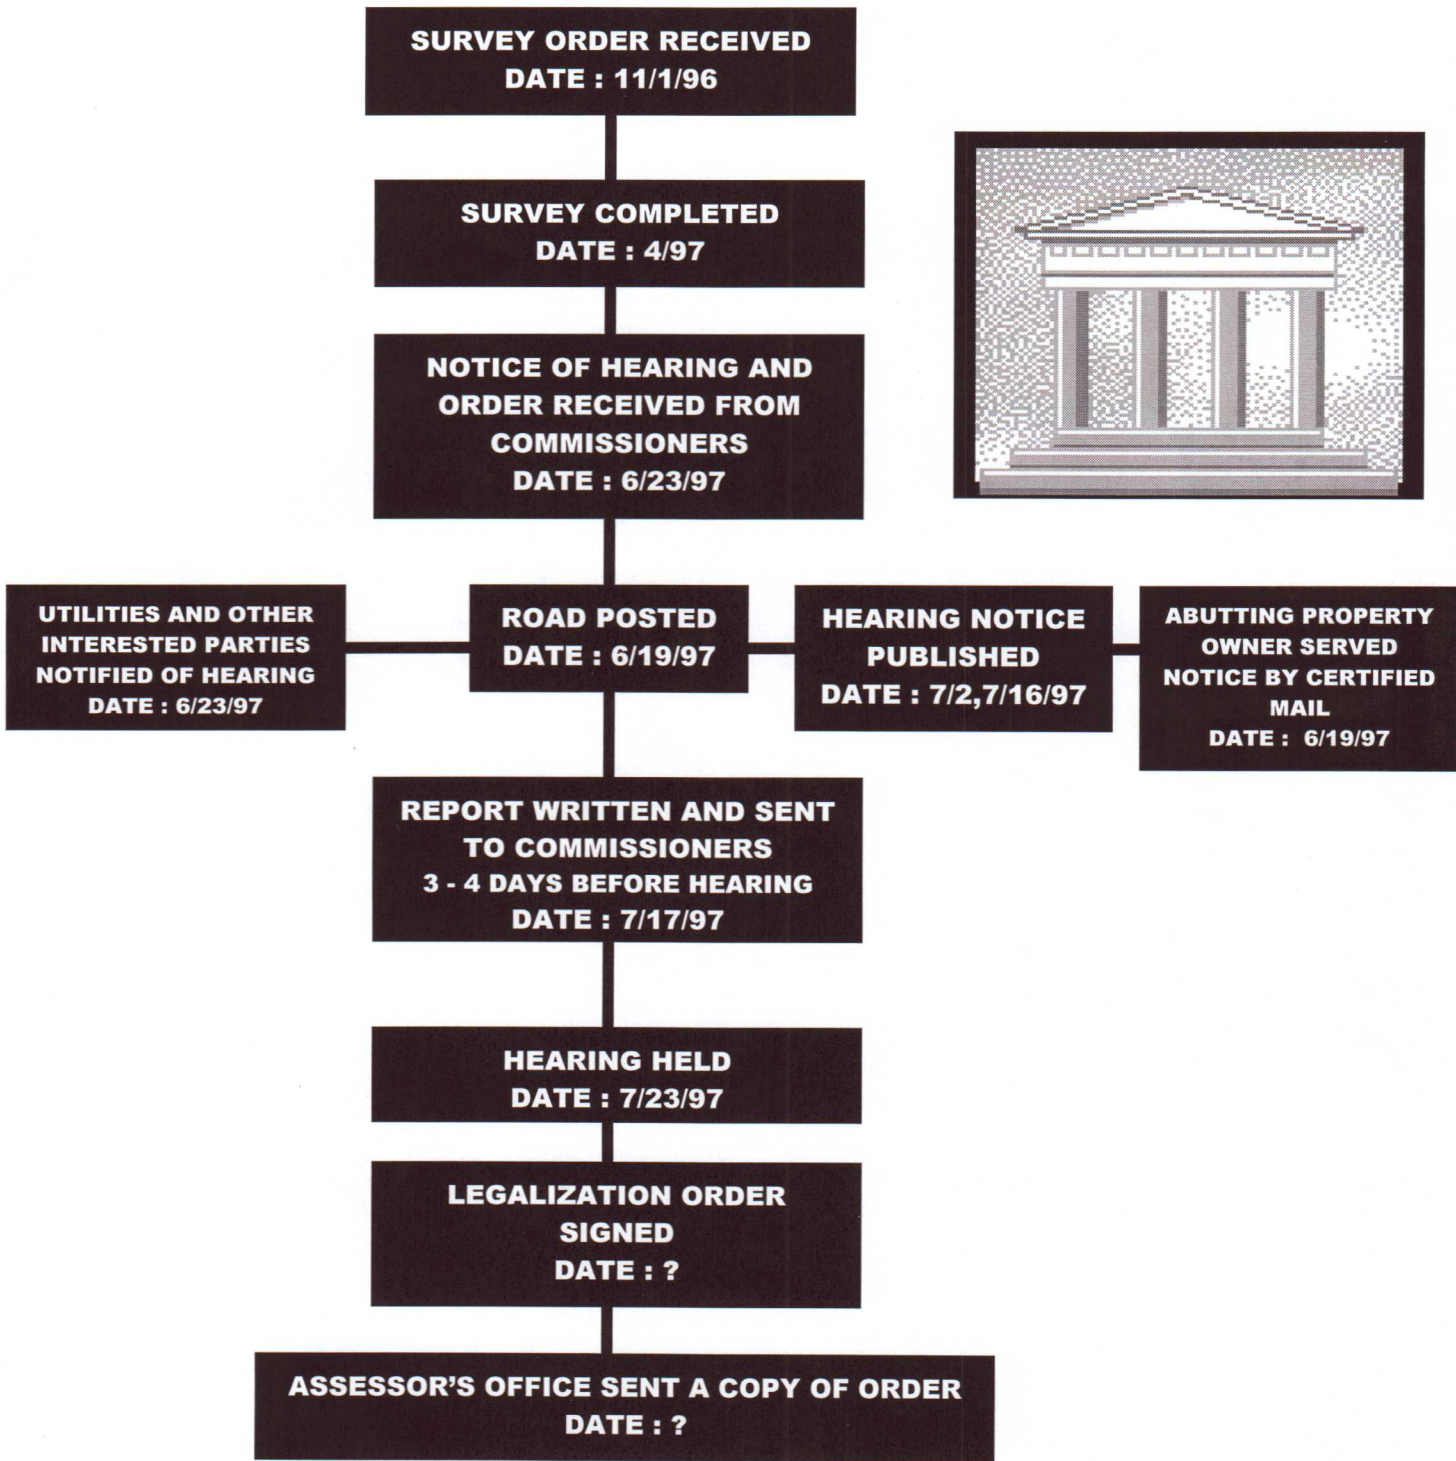 SURVEY ORDER RECEIVED
DATE : 11/1/96
SURVEY COMPLETED
DATE : 4/97
NOTICE OF HEARING AND
ORDER RECEIVED FROM
COMMISSIONERS
DATE : 6/23/97
UTILITIES AND OTHER
INTERESTED PARTIES
NOTIFIED OF HEARING
DATE : 6/23/97
ROAD POSTED
DATE : 6/19/97
HEARING NOTICE
PUBLISHED
DATE : 7/2,7/16/97
ABUTTING PROPERTY
OWNER SERVED
NOTICE BY CERTIFIED
MAIL
DATE : 6/19/97
REPORT WRITTEN AND SENT
TO COMMISSIONERS
3 - 4 DAYS BEFORE HEARING
DATE : 7/17/97
HEARING HELD
DATE : 7/23/97
LEGALIZATION ORDER
SIGNED
DATE : ?
ASSESSOR'S OFFICE SENT A COPY OF ORDER
DATE : ?